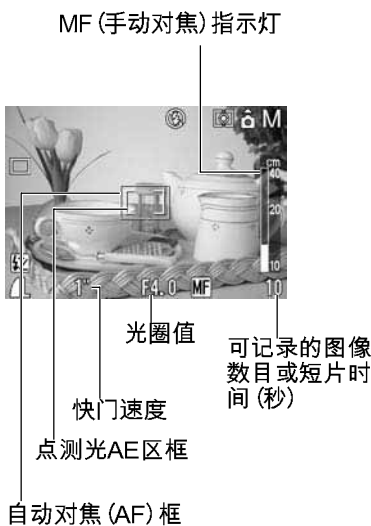 MF(手动对焦)指示灯
M
cm
40
20
10
L
1"
F4.0
MF
10
光圈值
可记录的图像
数目或短片时
间(秒)
快门速度
点测光AE区框
自动对焦(AF)框